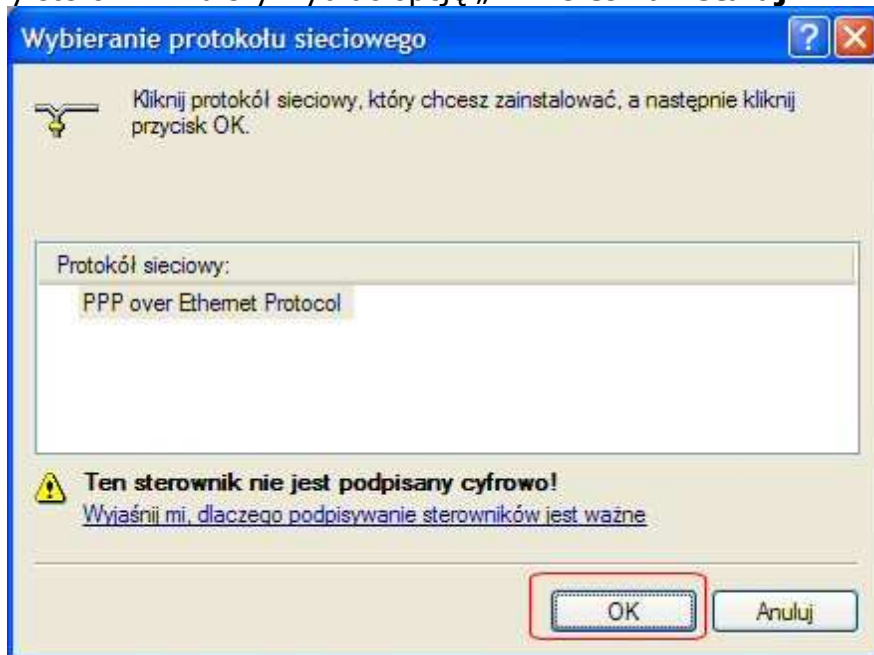 Wybieranie protokołu sieciowego
Kliknij protokół sieciowy, który chcesz zainstalować, a następnie kliknij
przycisk OK.
Protokół sieciowy:
PPP over Ethernet Protocol
Ten sterownik nie jest podpisany cyfrowo!
Wyjaśnij mi, dlaczego podpisywanie sterowników jest ważne
OK
Anuluj